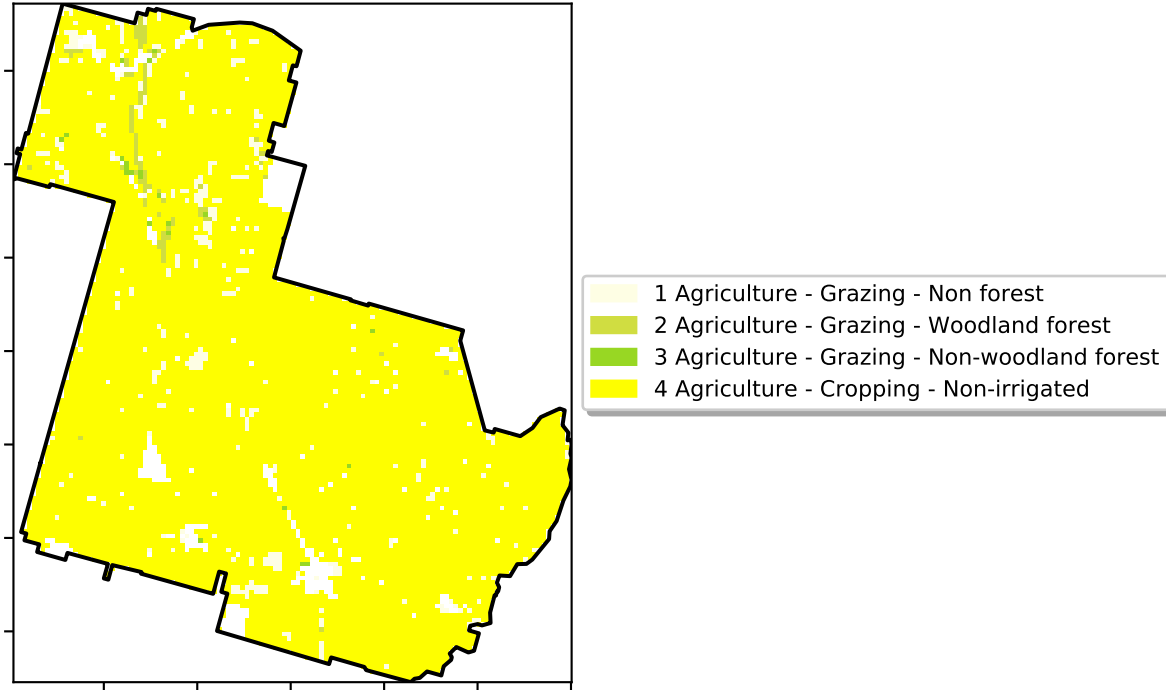 1 Agriculture - Grazing - Non forest
2 Agriculture - Grazing - Woodland forest
3 Agriculture - Grazing - Non-woodland forest
4 Agriculture - Cropping - Non-irrigated